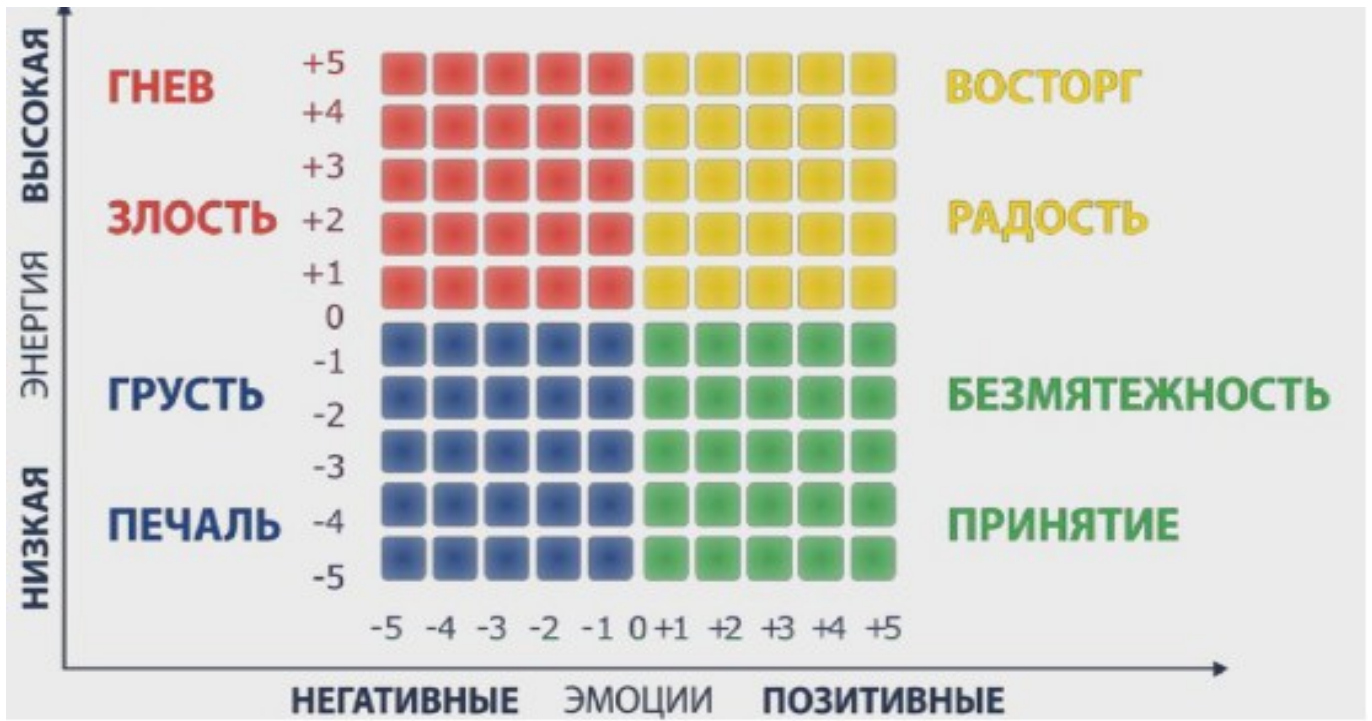 ВЫСОКАЯ
ЭНЕРГИЯ
НИЗКАЯ
ГНЕВ
ЗЛОСТЬ
ГРУСТЬ
ПЕЧАЛЬ
+5
+4
+3
+2
+1
0
-1
-2
-3
-4
-5
ВОСТОРГ
РАДОСТЬ
БЕЗМЯТЕЖНОСТЬ
ПРИНЯТИЕ
-5 -4 -3 -2 -1 0 +1 +2 +3 +4 +5
НЕГАТИВНЫЕ ЭМОЦИИ ПОЗИТИВНЫЕ